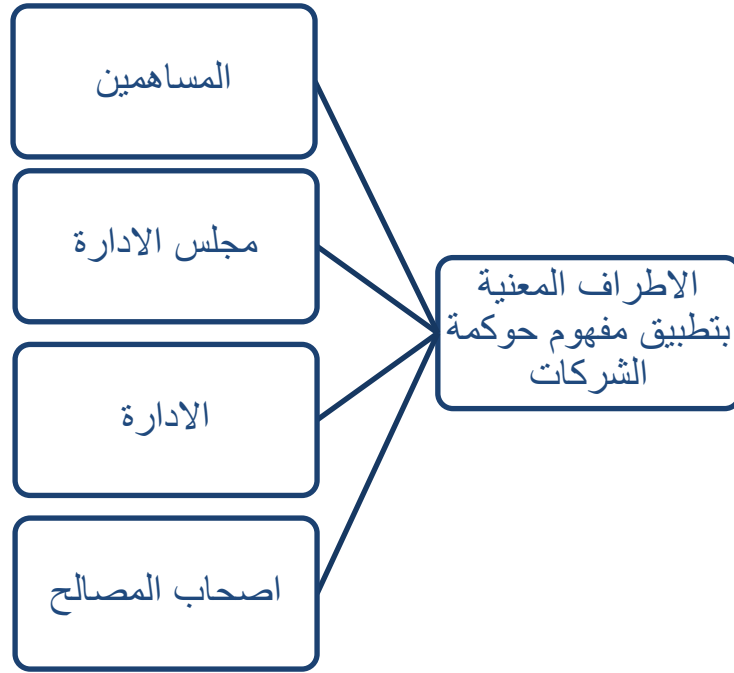 المساهمين
مجلس الادارة
الاطراف المعنية
بتطبيق مفهوم حوكمة
الشركات
الادارة
اصحاب المصالح